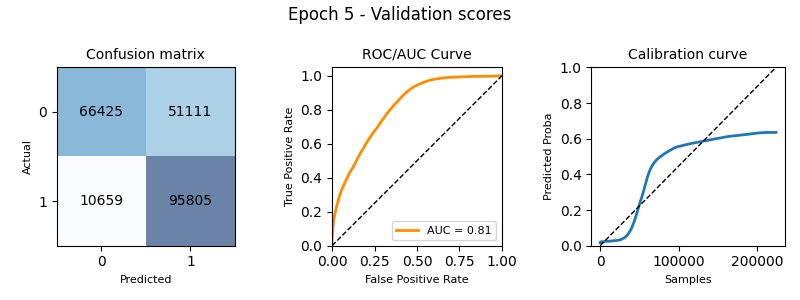 Epoch 5 - Validation scores
Confusion matrix
Actual
0
1
66425
51111
10659
95805
0
1
Predicted
ROC/AUC Curve
True Positive Rate
1.0
0.8
0.6
0.4
0.2
0.0
AUC = 0.81
0.00
0.25
0.50
0.75
1.00
False Positive Rate
Calibration curve
Predicted Proba
1.0
0.8
0.6
0.4
0.2
0.0
0
100000
200000
Samples